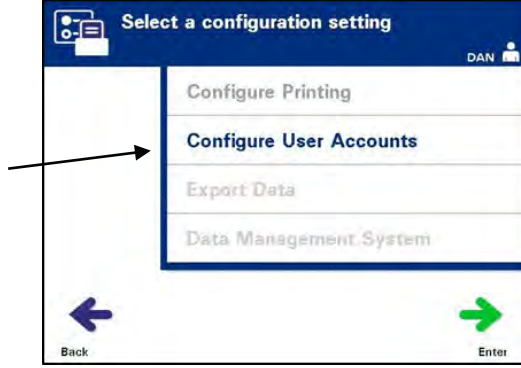 Select a configuration setting
DAN
Configure Printing
Configure User Accounts
Export Data
Data Management System
Back
Enter